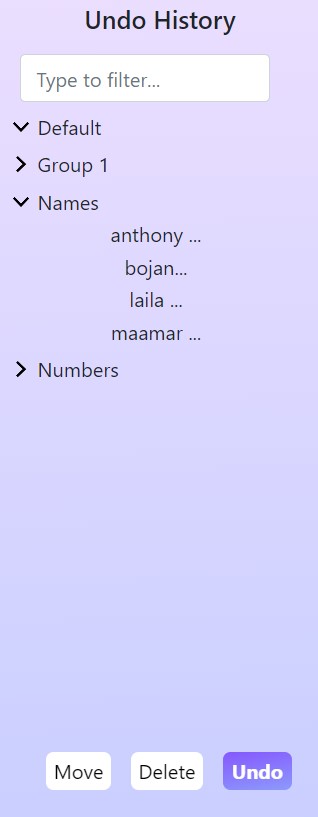 Undo History
Type to filter...
Default
Group 1
Names
anthony ...
bojan...
laila ...
maamar ...
Numbers
Move Delete Undo